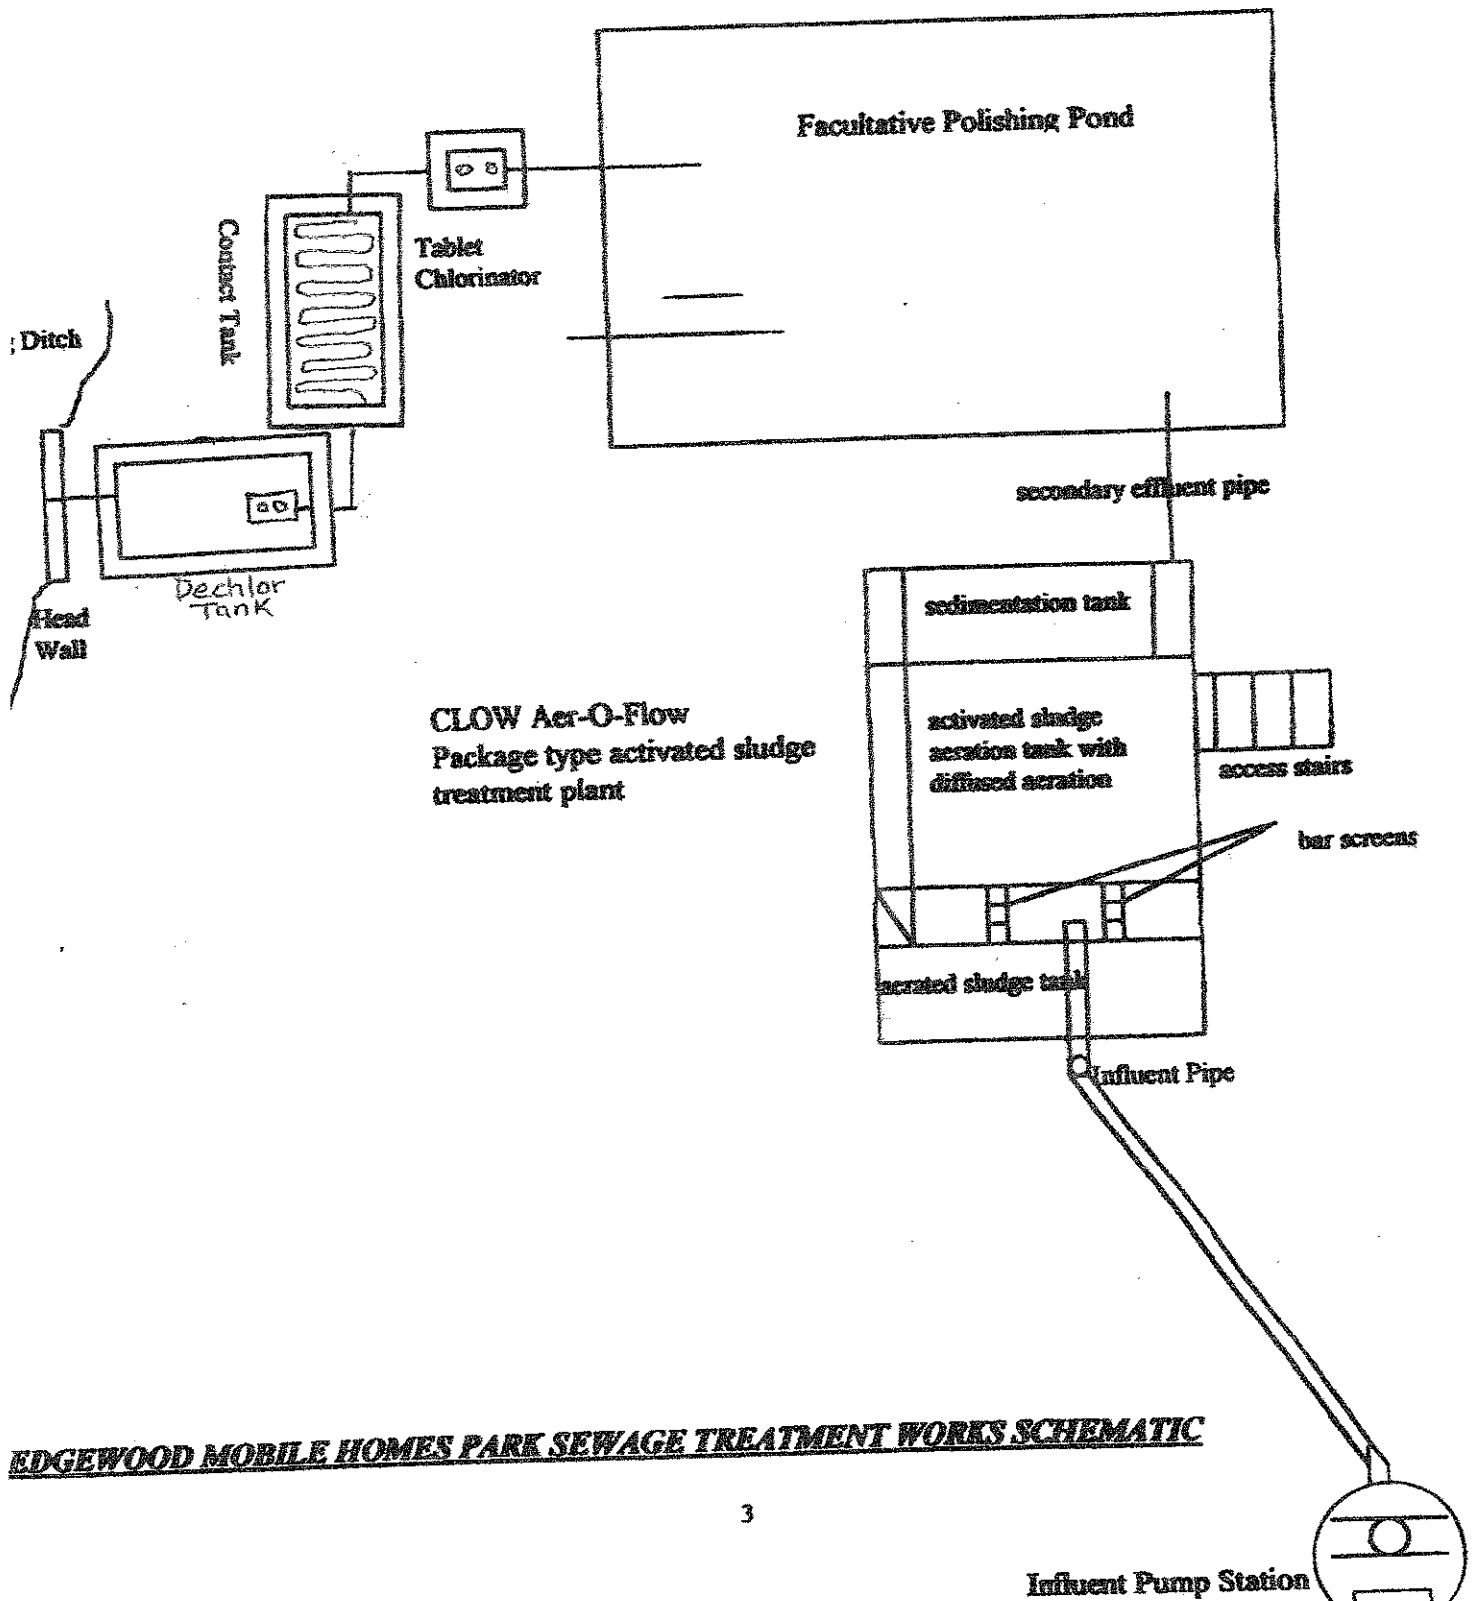 Facultative Polishing Pond
Contact Tank
Tablet
Chlorinator
; Ditch
secondary effluent pipe
Dechlor
Tank
Head
Wall
sedimentation tank
CLOW Aer-O-Flow
Package type activated sludge
treatment plant
activated sludge
aeration tank with
diffused aeration
access stairs
bar screens
aerated sludge tank
Influent Pipe
EDGEWOOD MOBILE HOMES PARK SEWAGE TREATMENT WORKS SCHEMATIC
3
Influent Pump Station